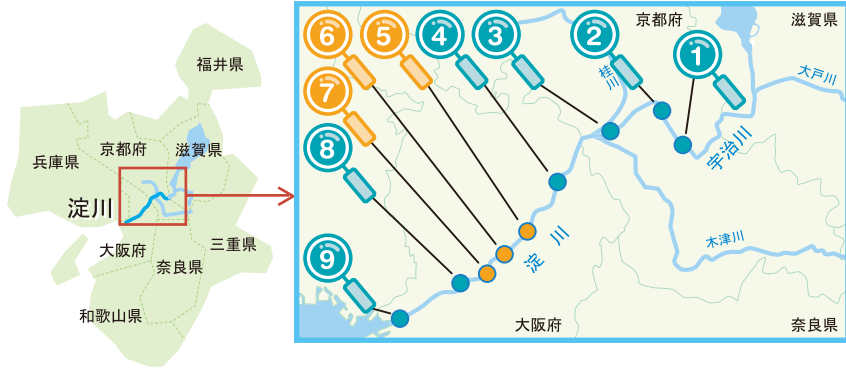 福井県
兵庫県
京都府
滋賀県
淀川
大阪府
三重県
奈良県
和歌山県
京都府
滋賀県
6
5
4
3
2
1
7
8
9
桂川
大戸川
宇治川
木津川
淀川
大阪府
奈良県